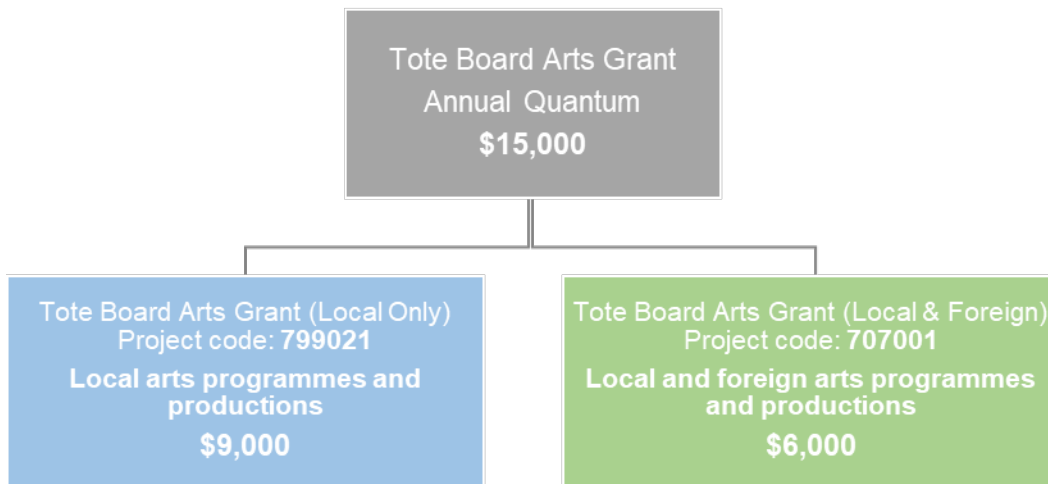 Tote Board Arts Grant
Annual Quantum
$15,000
Tote Board Arts Grant (Local Only)
Project code: 799021
Local arts programmes and
productions
$9,000
Tote Board Arts Grant (Local & Foreign)
Project code: 707001
Local and foreign arts programmes
and productions
$6,000